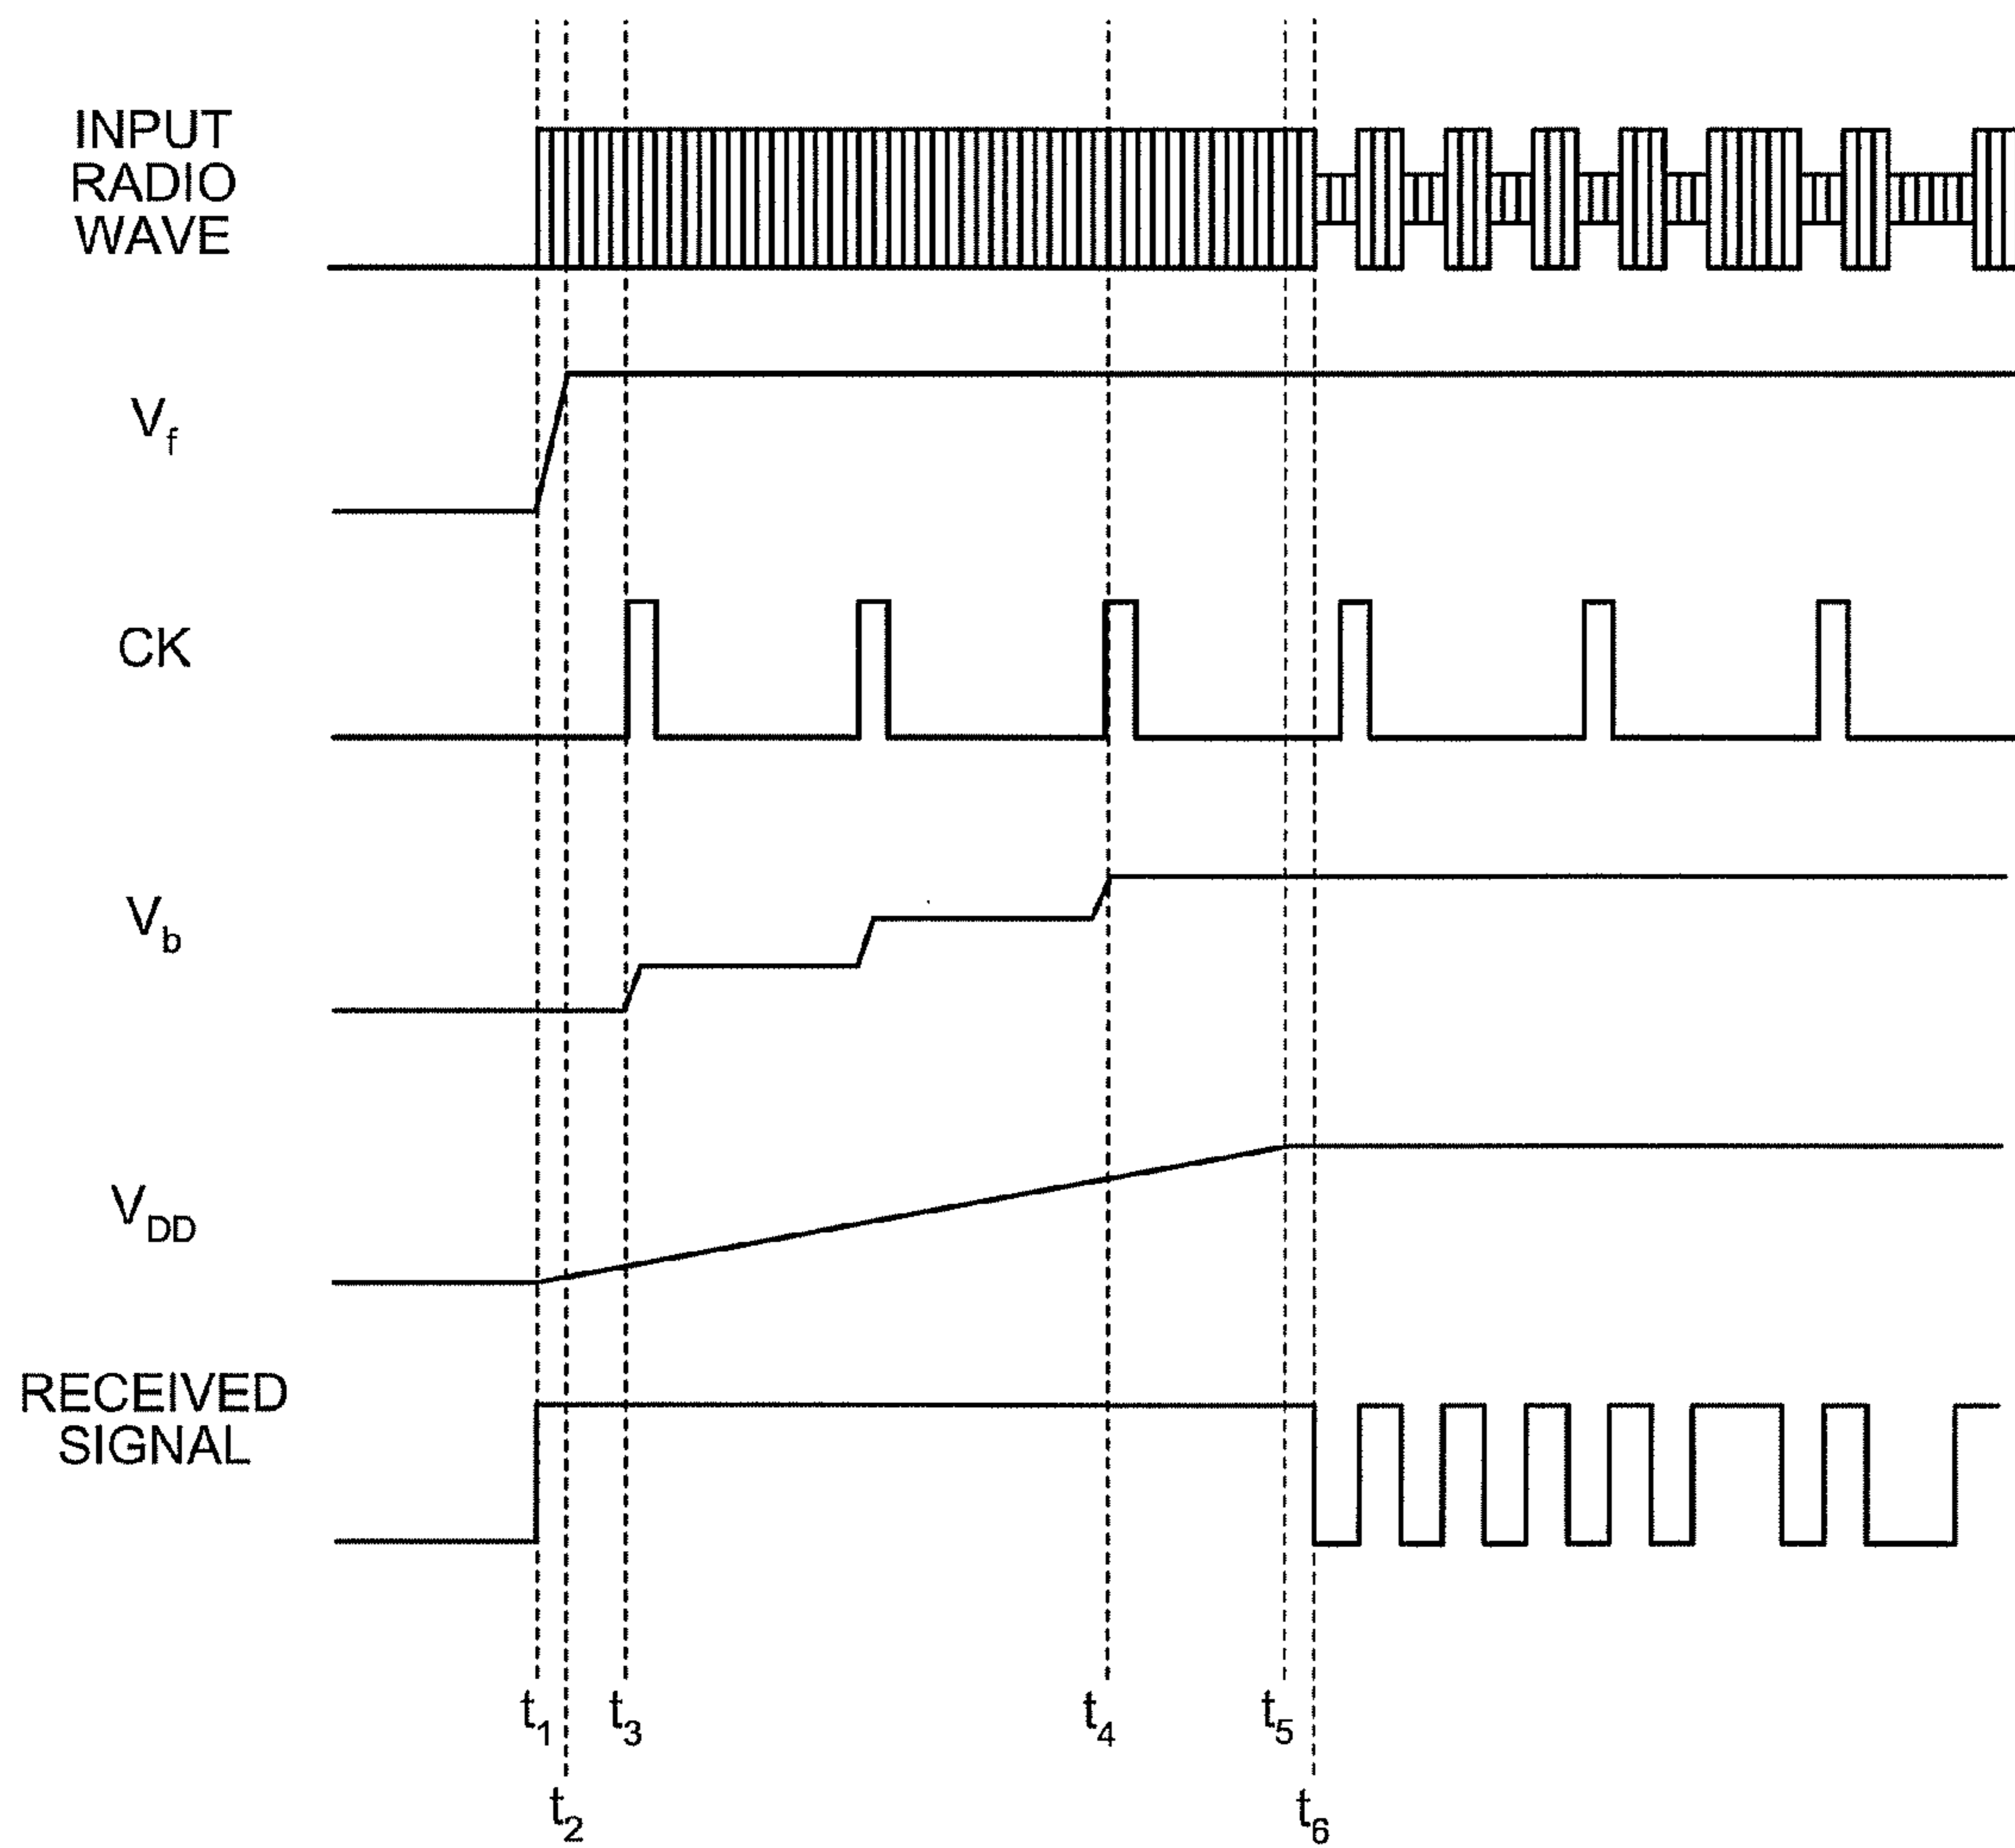 INPUT
RADIO
WAVE
Vf
CK
Vb
VDD
RECEIVED
SIGNAL
t1 t3 t4 t5
t2 t6